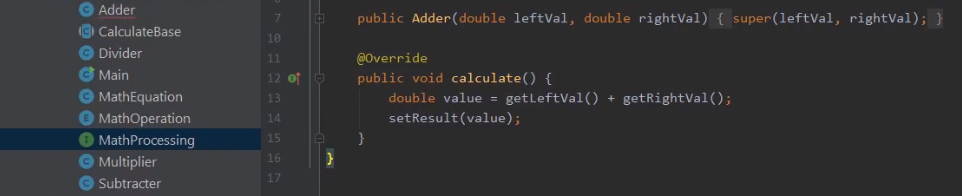 Adder
CalculateBase
Divider
Main
MathEquation
MathOperation
MathProcessing
Multiplier
Subtracter
7 public Adder(double leftVal, double rightVal) { super(leftVal, rightVal); }
10
11 @Override
12 public void calculate() {
13 double value = getLeftVal() + getRightVal();
14 setResult(value);
15 }
16 }
17